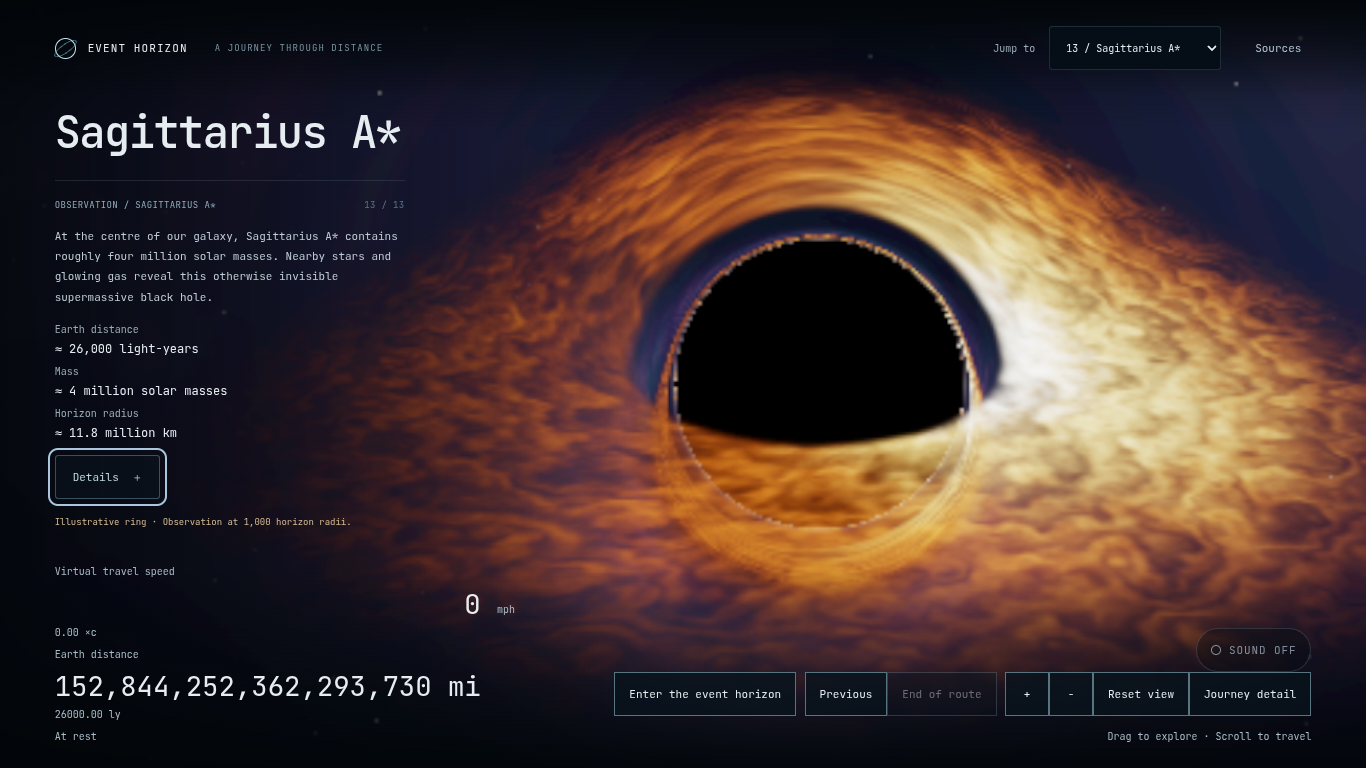 EVENT HORIZON
A JOURNEY THROUGH DISTANCE
Jump to
13 / Sagittarius A*
Sources
Sagittarius A*
OBSERVATION / SAGITTARIUS A*
13 / 13
At the centre of our galaxy, Sagittarius A* contains
roughly four million solar masses. Nearby stars and
glowing gas reveal this otherwise invisible
supermassive black hole.
Earth distance
≈ 26,000 light-years
Mass
≈ 4 million solar masses
Horizon radius
≈ 11.8 million km
Details +
Illustrative ring · Observation at 1,000 horizon radii.
Virtual travel speed
0 mph
0.00 ×c
Earth distance
152,844,252,362,293,730 mi
26000.00 ly
At rest
SOUND OFF
Enter the event horizon
Previous
End of route
+
-
Reset view
Journey detail
Drag to explore · Scroll to travel